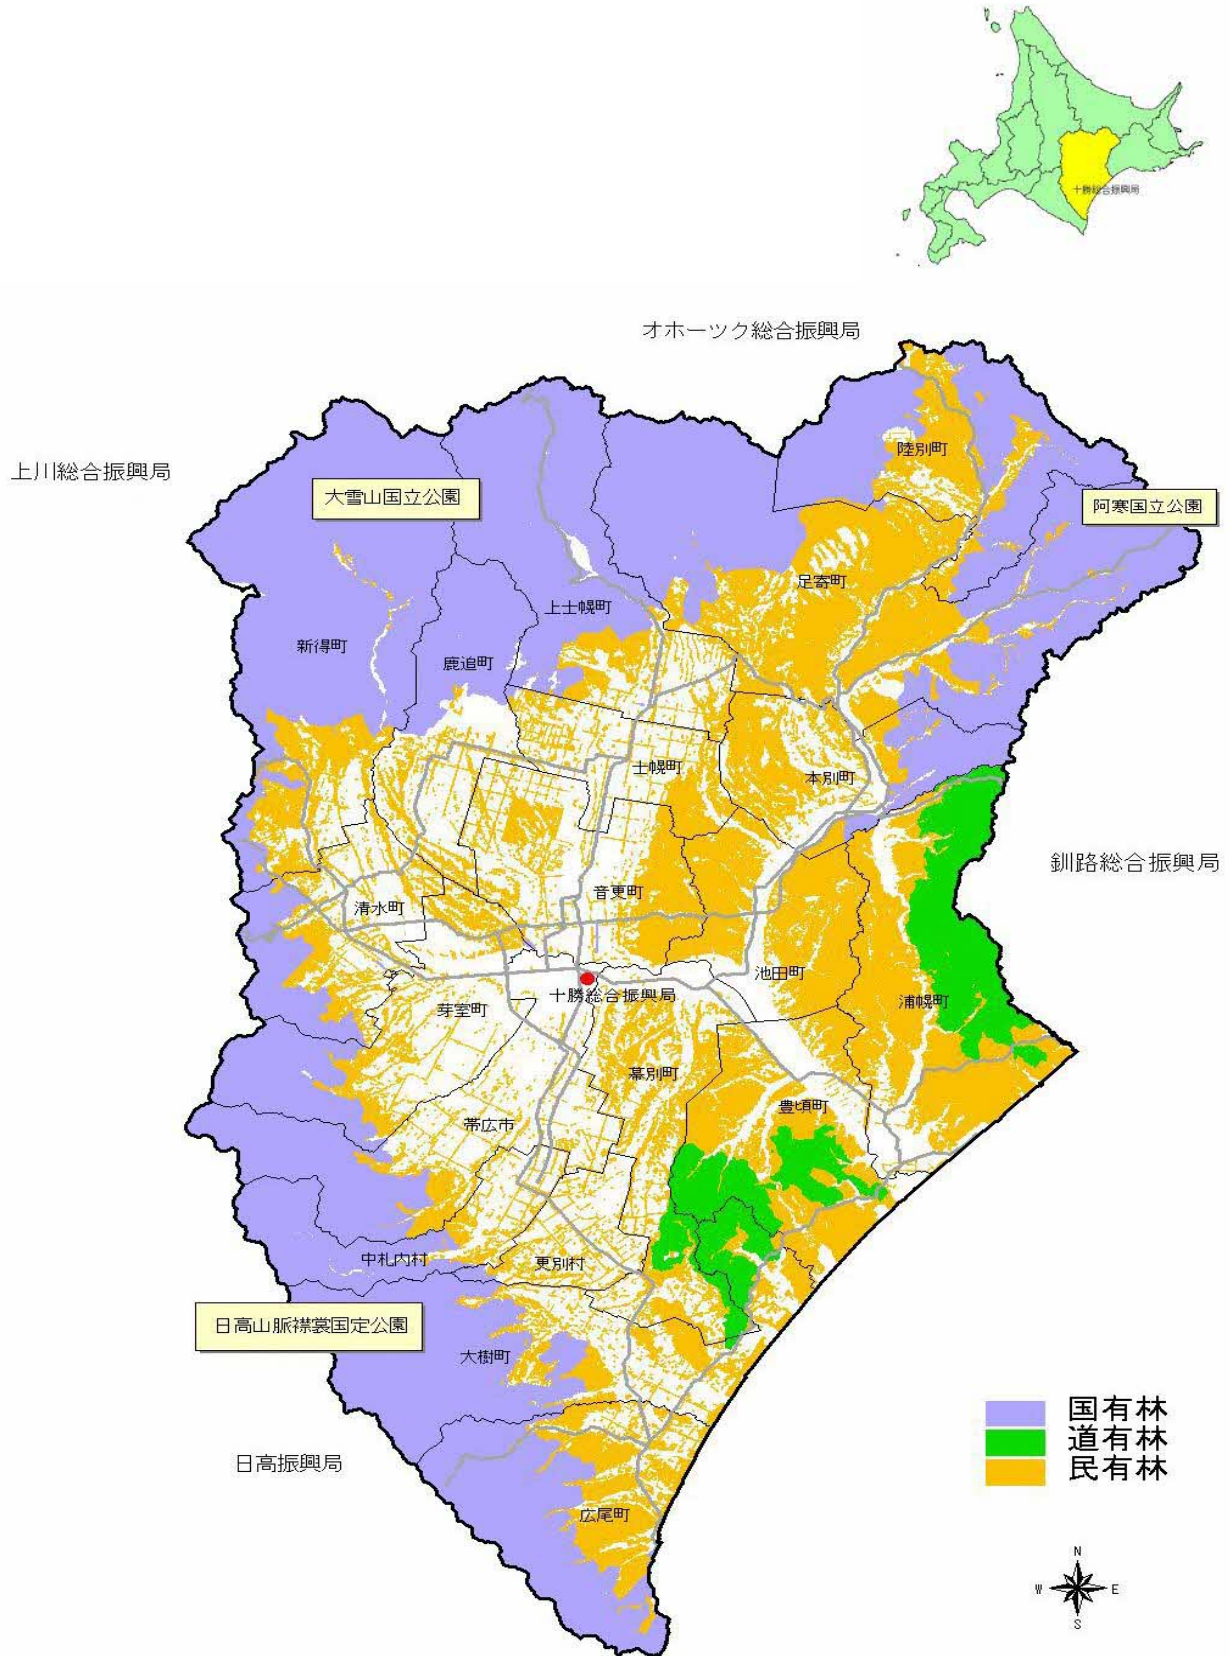 十勝総合振興局
オホーツク総合振興局
上川総合振興局
陸別町
大雪山国立公園
阿寒国立公園
足寄町
上士幌町
新得町
鹿追町
士幌町
本別町
釧路総合振興局
音更町
清水町
池田町
十勝総合振興局
浦幌町
芽室町
幕別町
豊頃町
帯広市
中札内村
更別村
日高山脈襟裳国定公園
大樹町
国有林
道有林
民有林
日高振興局
広尾町
N
W
E
S